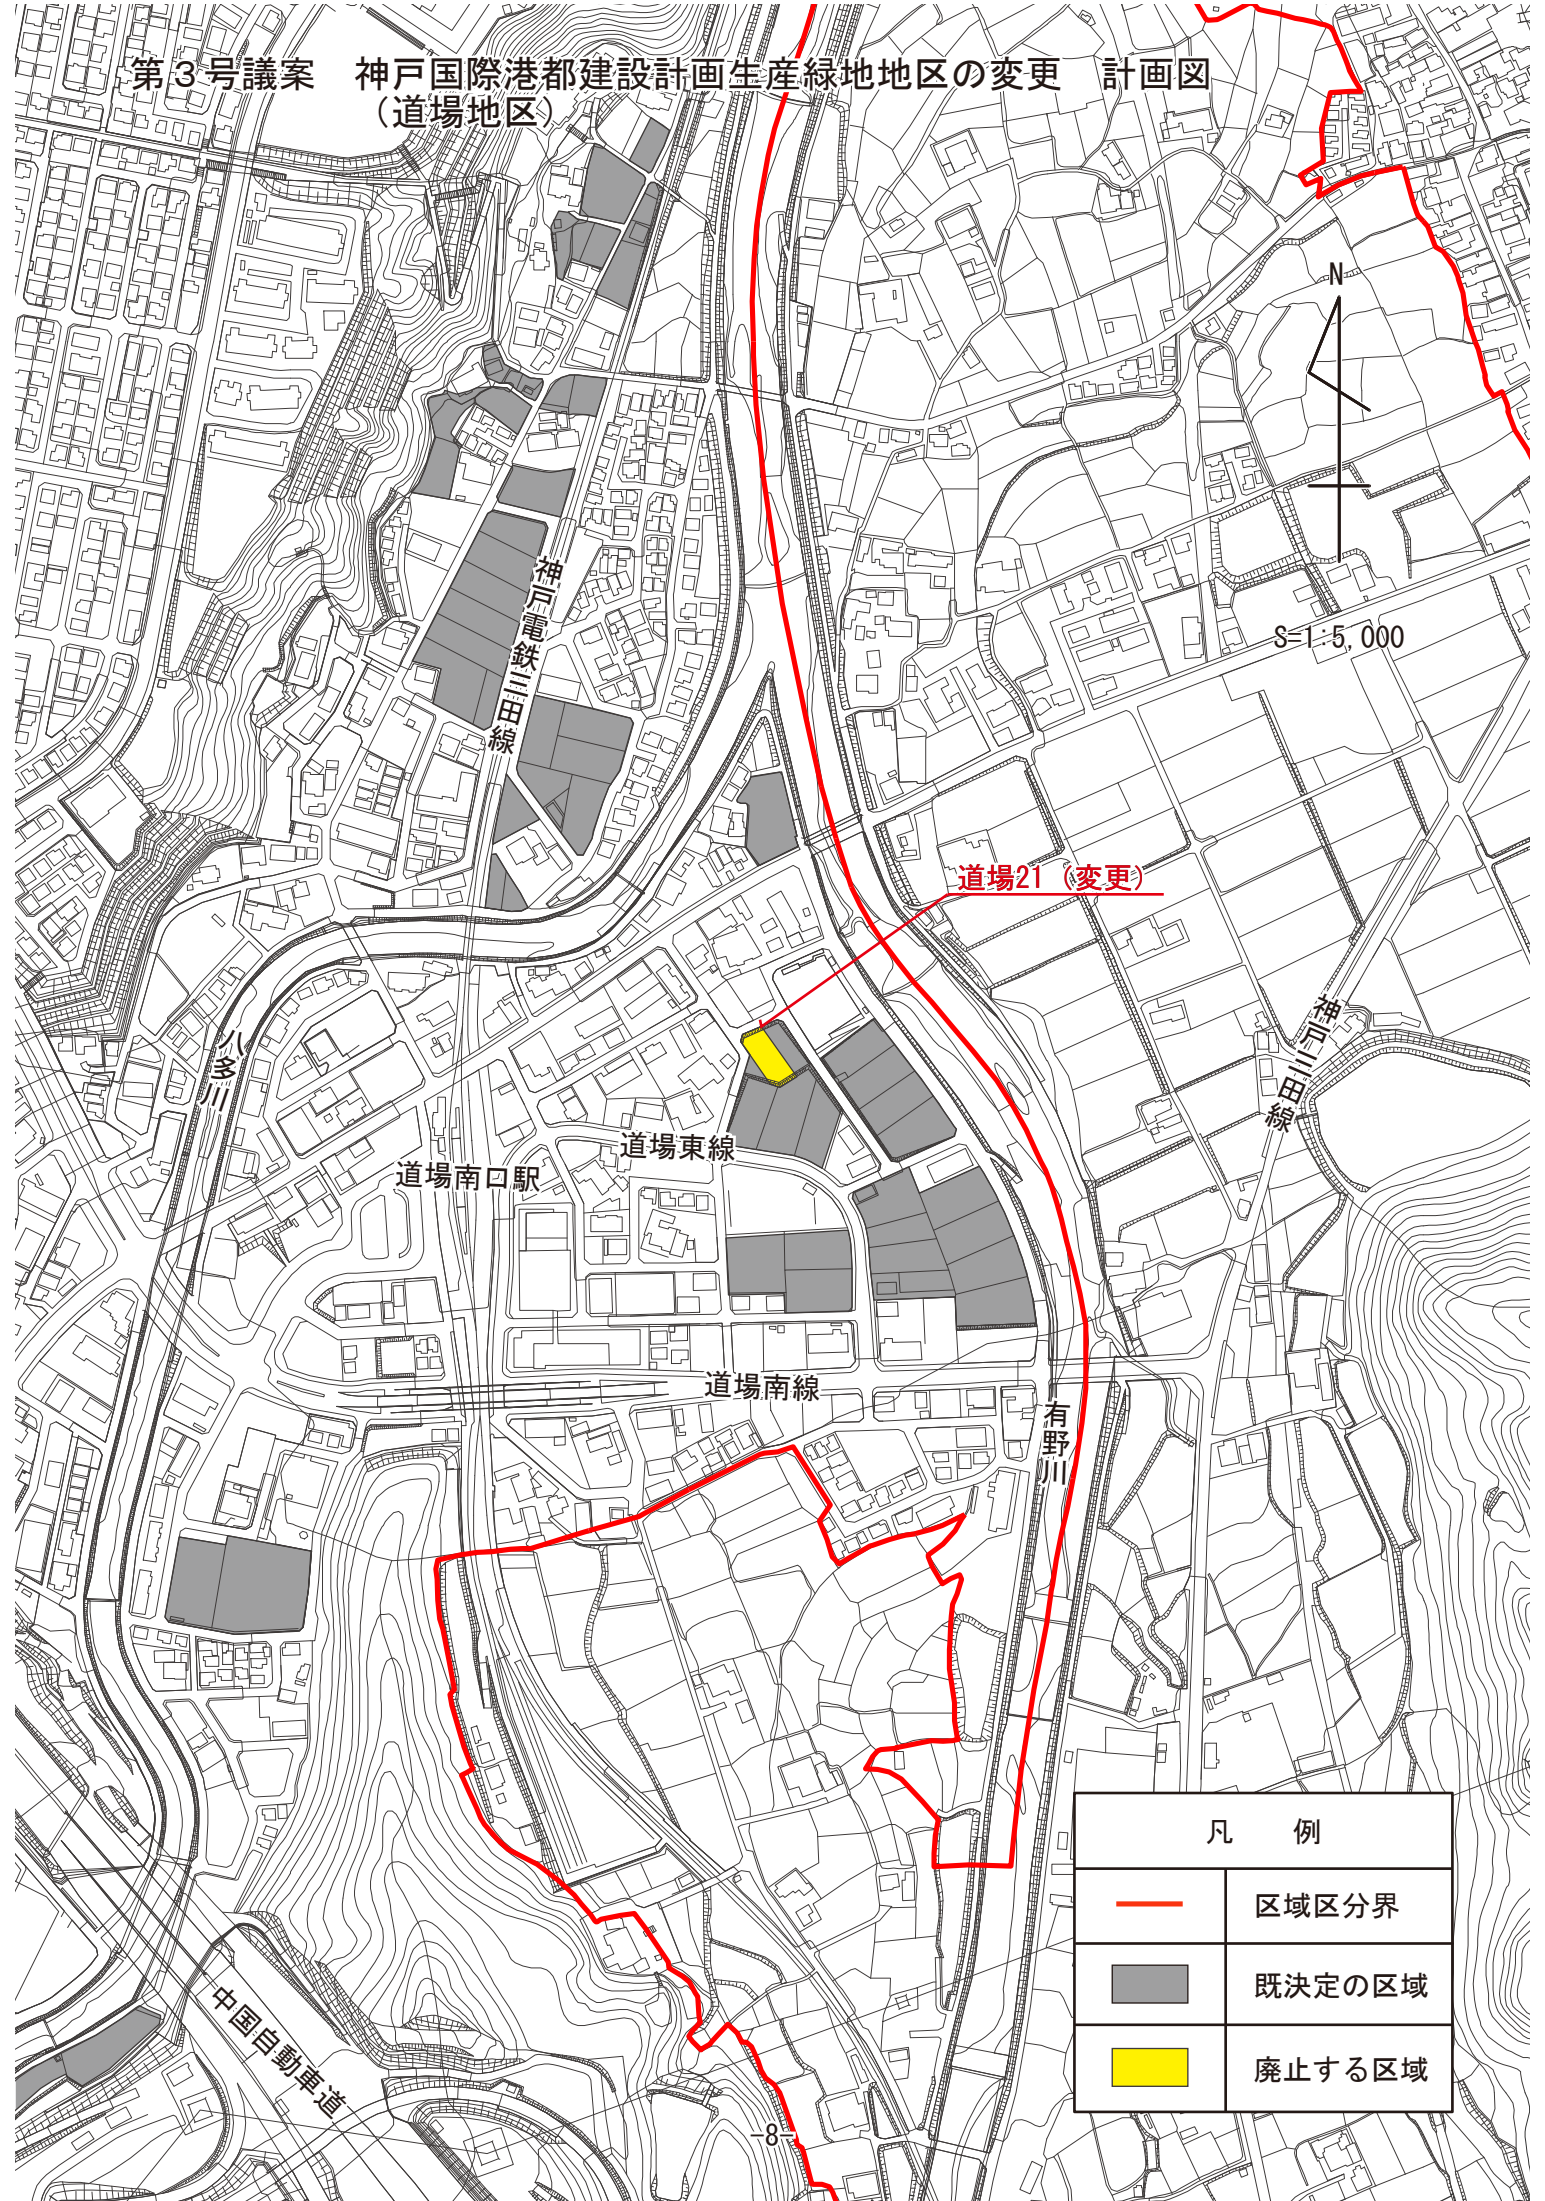 第３号議案　神戸国際港都建設計画生産緑地地区の変更　計画図
（道場地区）
N
S=1:5,000
神戸電鉄三田線
道場21（変更）
神戸三田線
八多川
道場東線
道場南口駅
道場南線
有野川
中国自動車道
凡　例
区域区分界
既決定の区域
廃止する区域
-8-